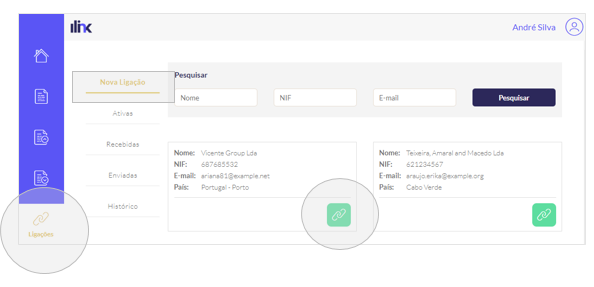 ilink
André Silva
Nova Ligação
Ativas
Recebidas
Enviadas
Histórico
Ligações
Pesquisar
Nome NIF E-mail Pesquisar
Nome: Vicente Group Lda
NIF: 687685532
E-mail: ariana81@example.net
País: Portugal - Porto
Nome: Teixeira, Amaral and Macedo Lda
NIF: 621234567
E-mail: araujo.erika@example.org
País: Cabo Verde